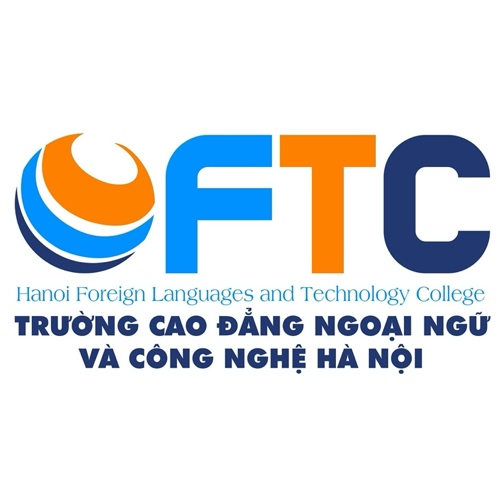 FTC
Hanoi Foreign Languages and Technology College
TRƯỜNG CAO ĐẲNG NGOẠI NGỮ
VÀ CÔNG NGHỆ HÀ NỘI